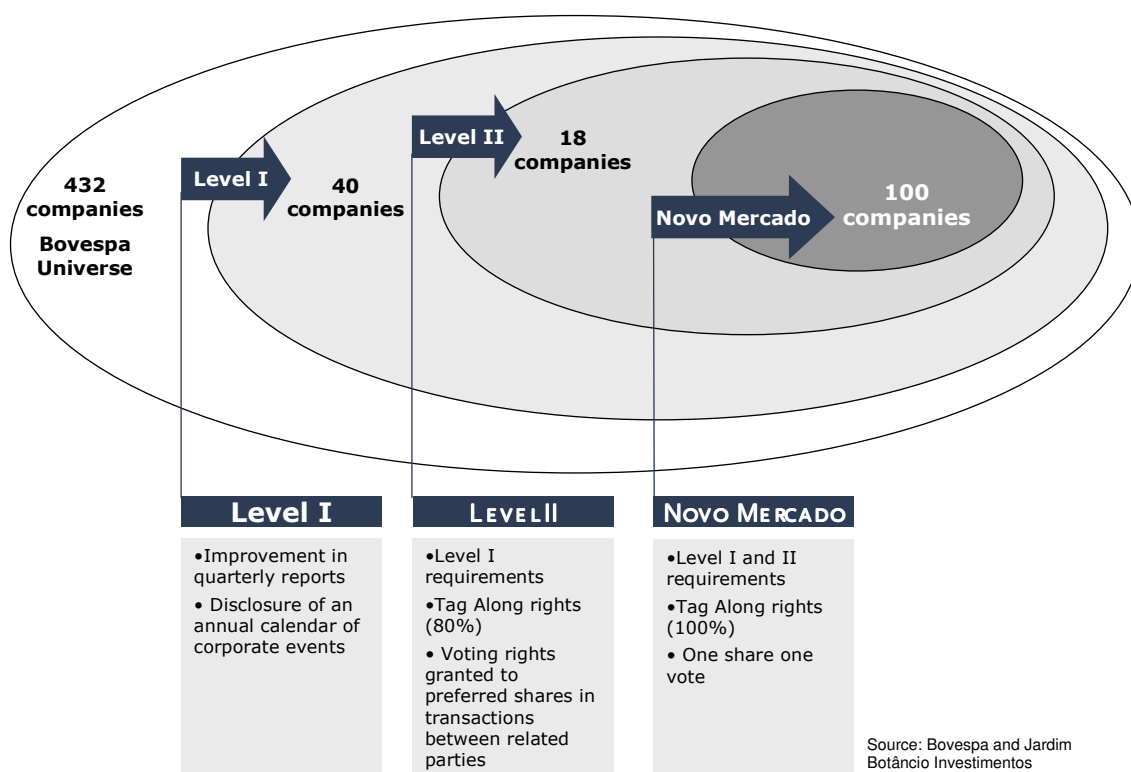 432
companies
Bovespa
Universe
Level I
40
companies
Level II
18
companies
Novo Mercado
100
companies
Level I
•Improvement in
quarterly reports
• Disclosure of an
annual calendar of
corporate events
LEVEL II
•Level I
requirements
•Tag Along rights
(80%)
• Voting rights
granted to
preferred shares in
transactions
between related
parties
NOVO MERCADO
•Level I and II
requirements
•Tag Along rights
(100%)
• One share one
vote
Source: Bovespa and Jardim
Botâncio Investimentos